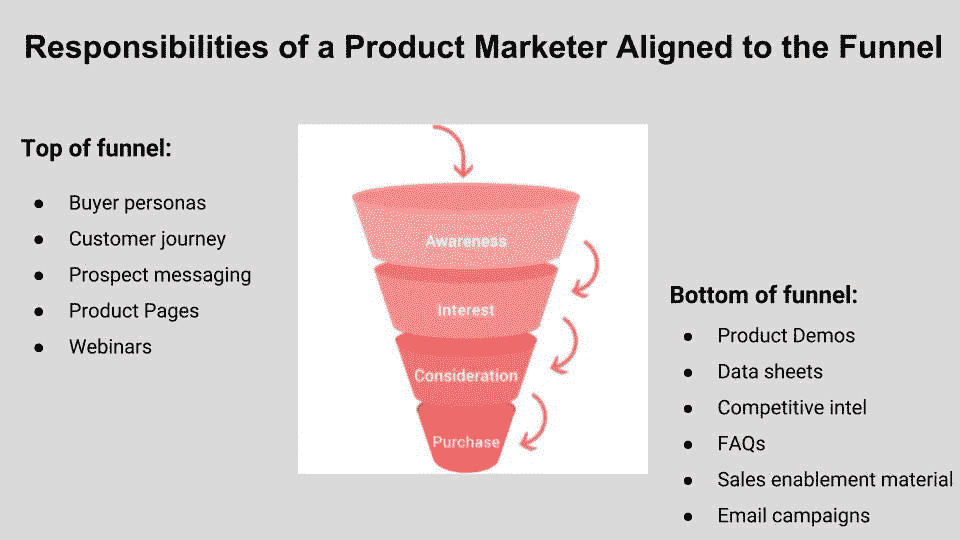 Responsibilities of a Product Marketer Aligned to the Funnel
Top of funnel:
● Buyer personas
● Customer journey
● Prospect messaging
● Product Pages
● Webinars
Awareness
Interest
Consideration
Purchase
Bottom of funnel:
● Product Demos
● Data sheets
● Competitive intel
● FAQs
● Sales enablement material
● Email campaigns